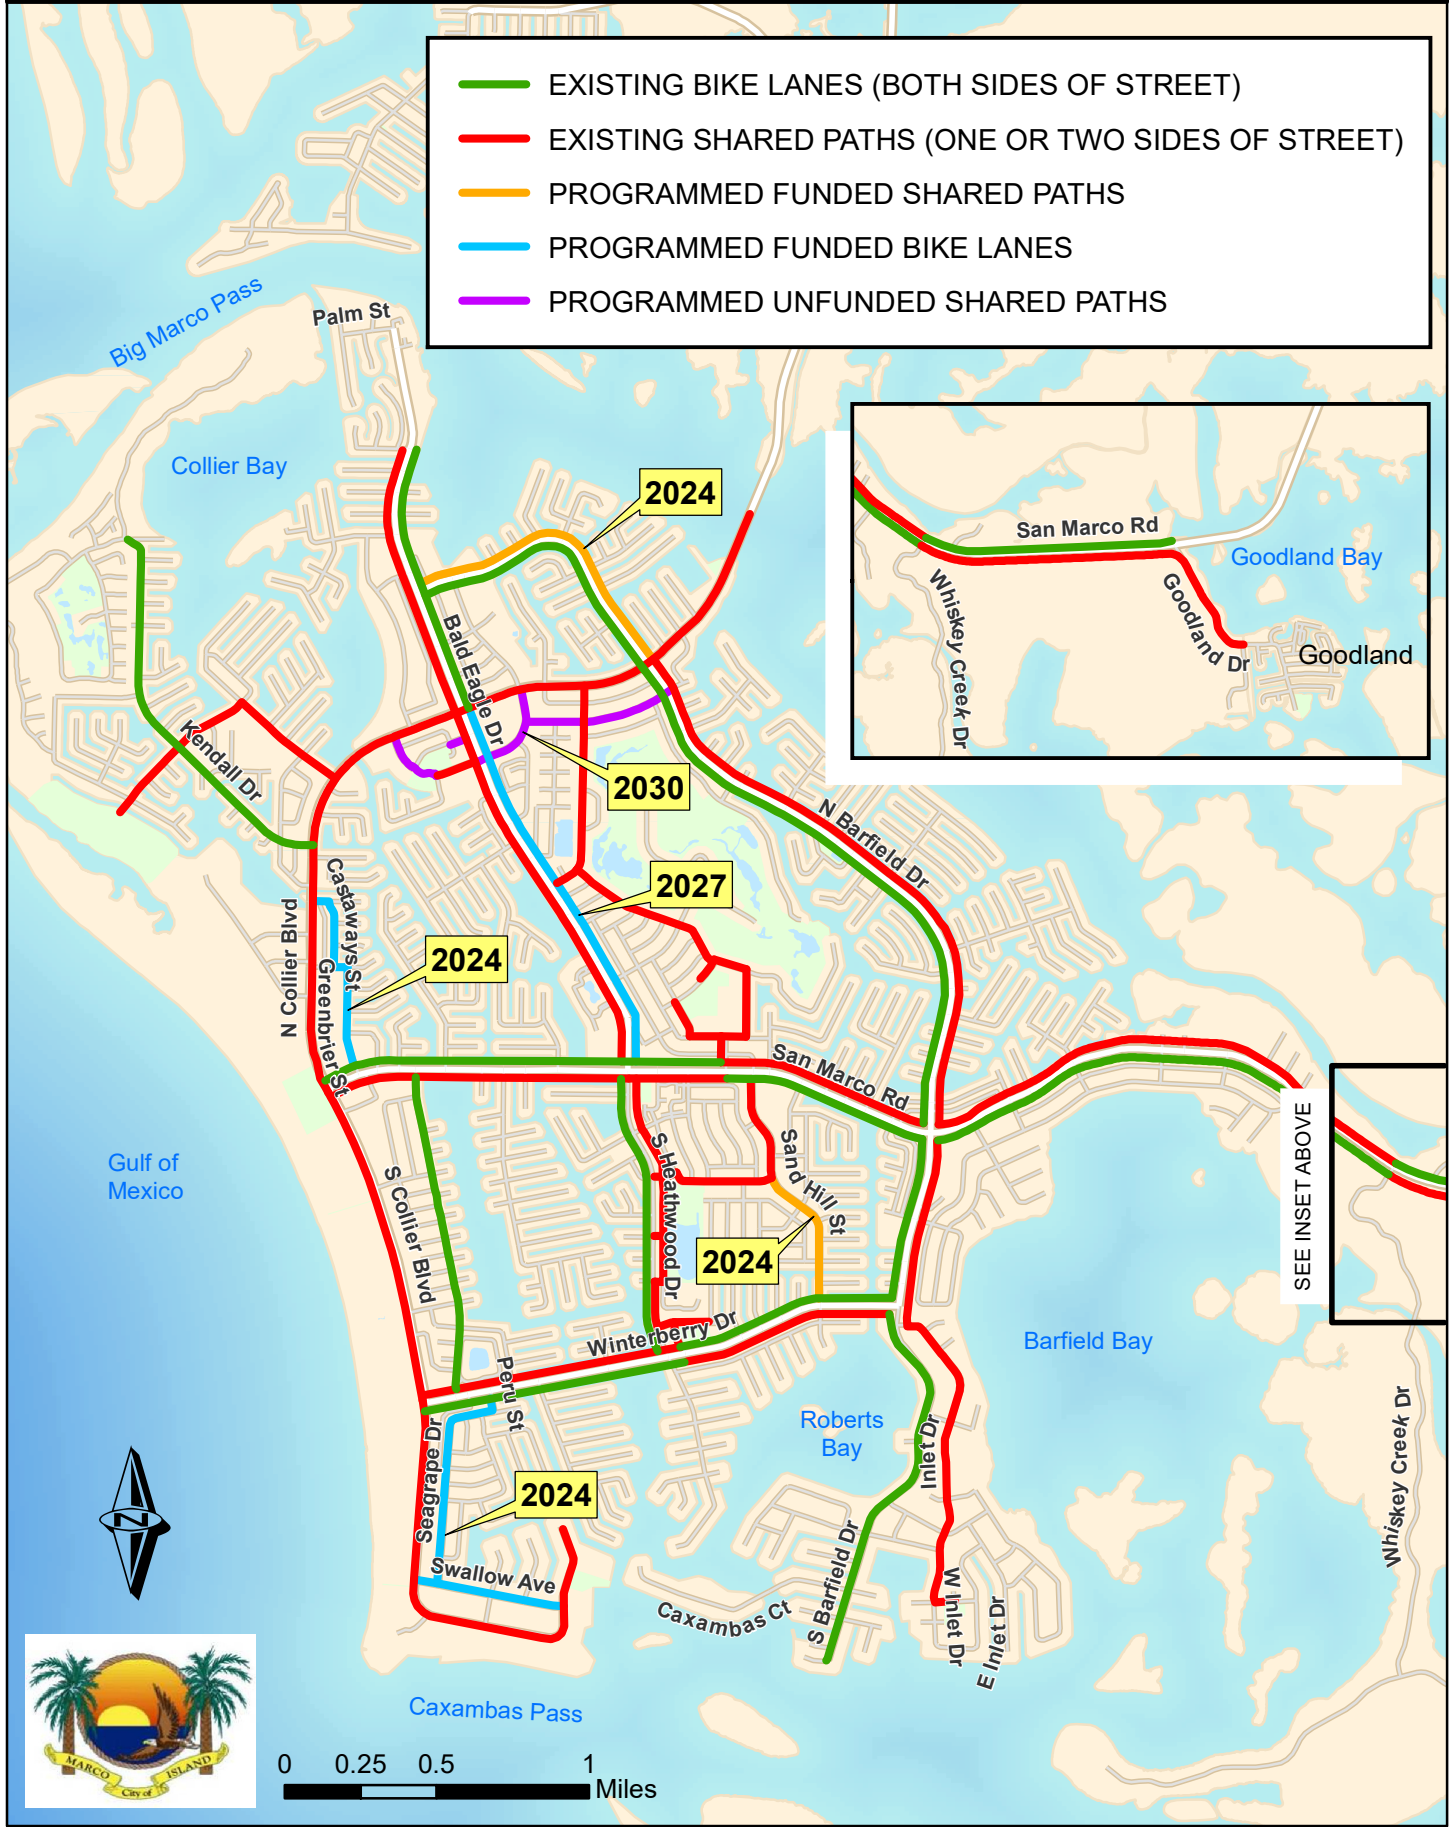 EXISTING BIKE LANES (BOTH SIDES OF STREET)
EXISTING SHARED PATHS (ONE OR TWO SIDES OF STREET)
PROGRAMMED FUNDED SHARED PATHS
PROGRAMMED FUNDED BIKE LANES
PROGRAMMED UNFUNDED SHARED PATHS
Big Marco Pass
Palm St
Collier Bay
2024
San Marco Rd
Goodland Bay
Whiskey Creek Dr
Goodland Dr
Goodland
Bald Eagle Dr
Kendall Dr
2030
N Barfield Dr
2027
Castaways St
N Collier Blvd
Greenbrier St
2024
San Marco Rd
SEE INSET ABOVE
Gulf of
Mexico
S Collier Blvd
S Heathwood Dr
Sand Hill St
2024
Winterberry Dr
Barfield Bay
Peru St
Roberts
Bay
Seagrape Dr
Inlet Dr
Whiskey Creek Dr
2024
N
Swallow Ave
Caxambas Ct
S Barfield Dr
W Inlet Dr
E Inlet Dr
Caxambas Pass
MARCO
City of
ISLAND
0 0.25 0.5 1
Miles